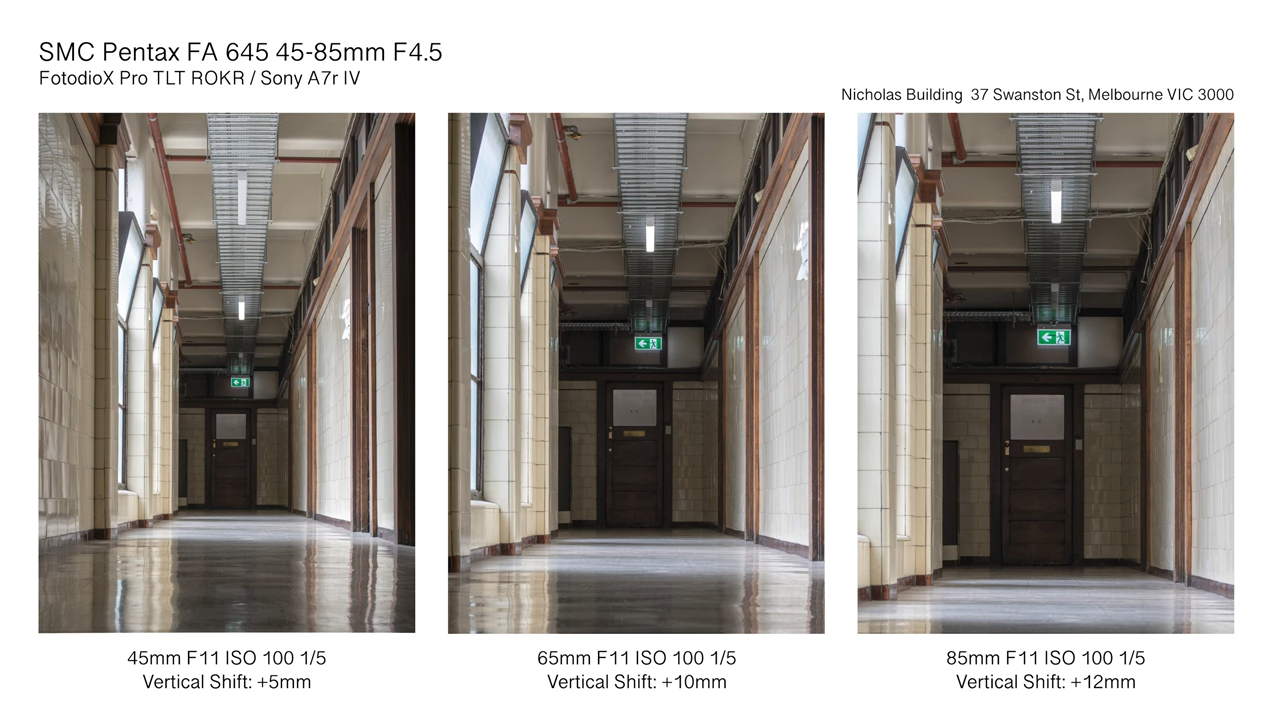 SMC Pentax FA 645 45-85mm F4.5
FotodioX Pro TLT ROKR / Sony A7r IV
Nicholas Building 37 Swanston St, Melbourne VIC 3000
45mm F11 ISO 100 1/5
Vertical Shift: +5mm
65mm F11 ISO 100 1/5
Vertical Shift: +10mm
85mm F11 ISO 100 1/5
Vertical Shift: +12mm